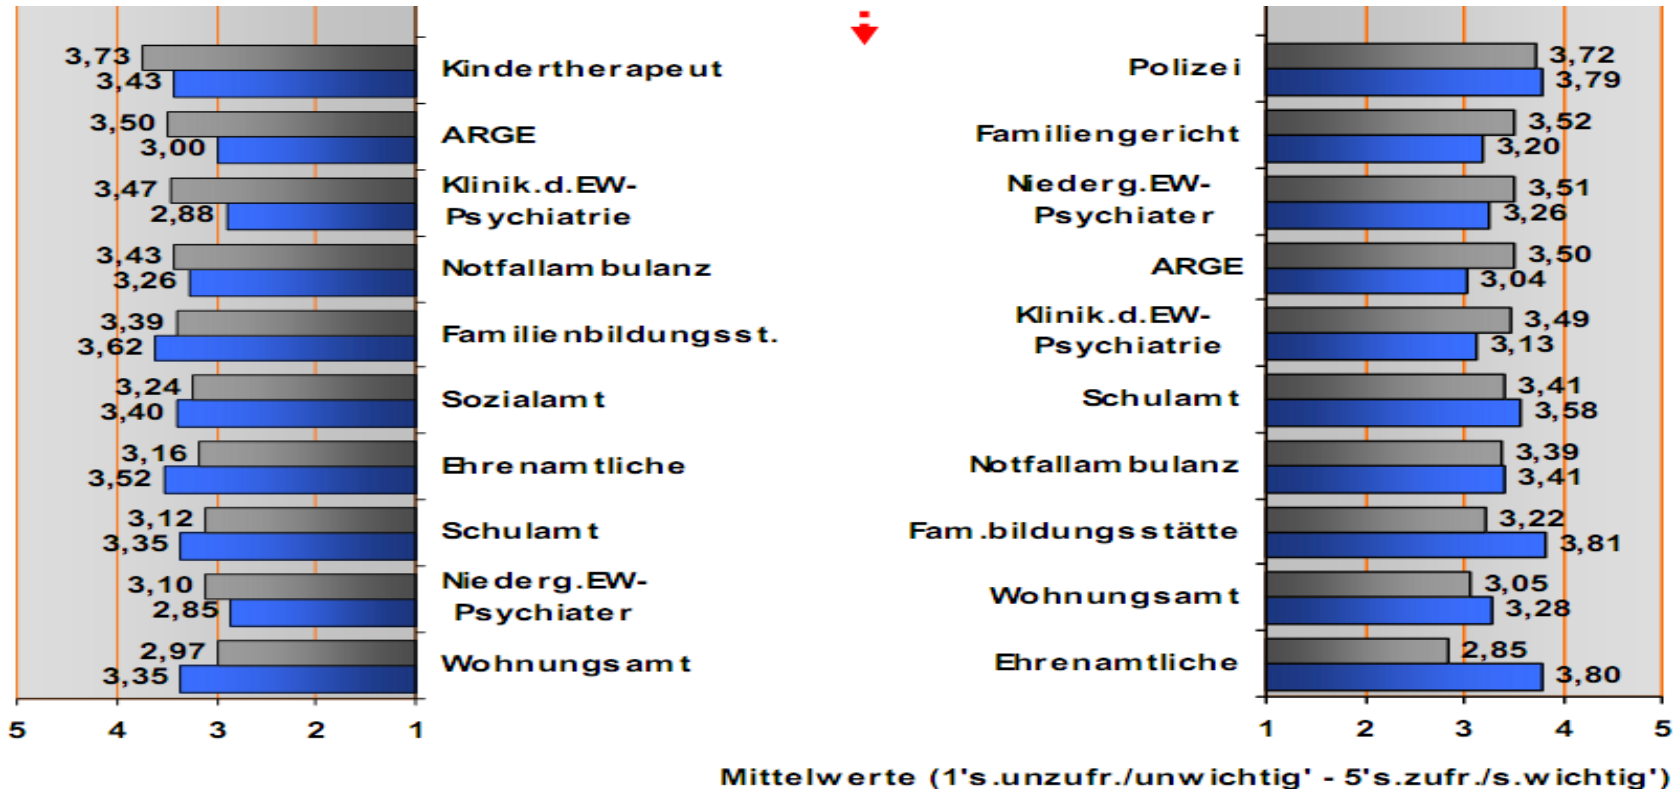 3,73
3,43
Kindertherapeut
3,50
3,00
ARGE
3,47
2,88
Klinik.d.EW-
Psychiatrie
3,43
3,26
Notfallambulanz
3,39
3,62
Familienbildungsst.
3,24
3,40
Sozialamt
3,16
3,52
Ehrenamtliche
3,12
3,35
Schulamt
3,10
2,85
Niederg.EW-
Psychiater
2,97
3,35
Wohnungsamt
5 4 3 2 1
Polizei
3,72
3,79
Familiengericht
3,52
3,20
Niederg.EW-
Psychiater
3,51
3,26
ARGE
3,50
3,04
Klinik.d.EW-
Psychiatrie
3,49
3,13
Schulamt
3,41
3,58
Notfallambulanz
3,39
3,41
Fam.bildungsstätte
3,22
3,81
Wohnungsamt
3,05
3,28
Ehrenamtliche
2,85
3,80
1 2 3 4 5
Mittelwerte (1's.unzufr./unwichtig' - 5's.zufr./s.wichtig')